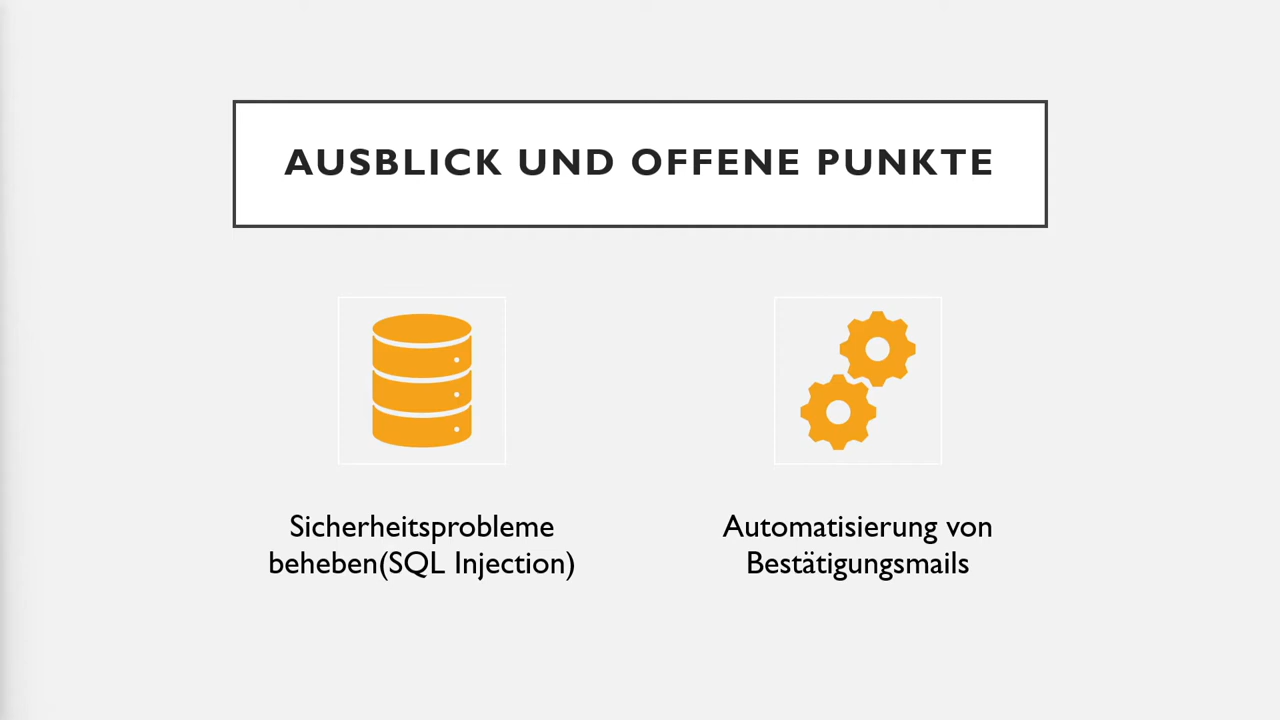 AUSBLICK UND OFFENE PUNKTE
Sicherheitsprobleme
beheben(SQL Injection)
Automatisierung von
Bestätigungsmails